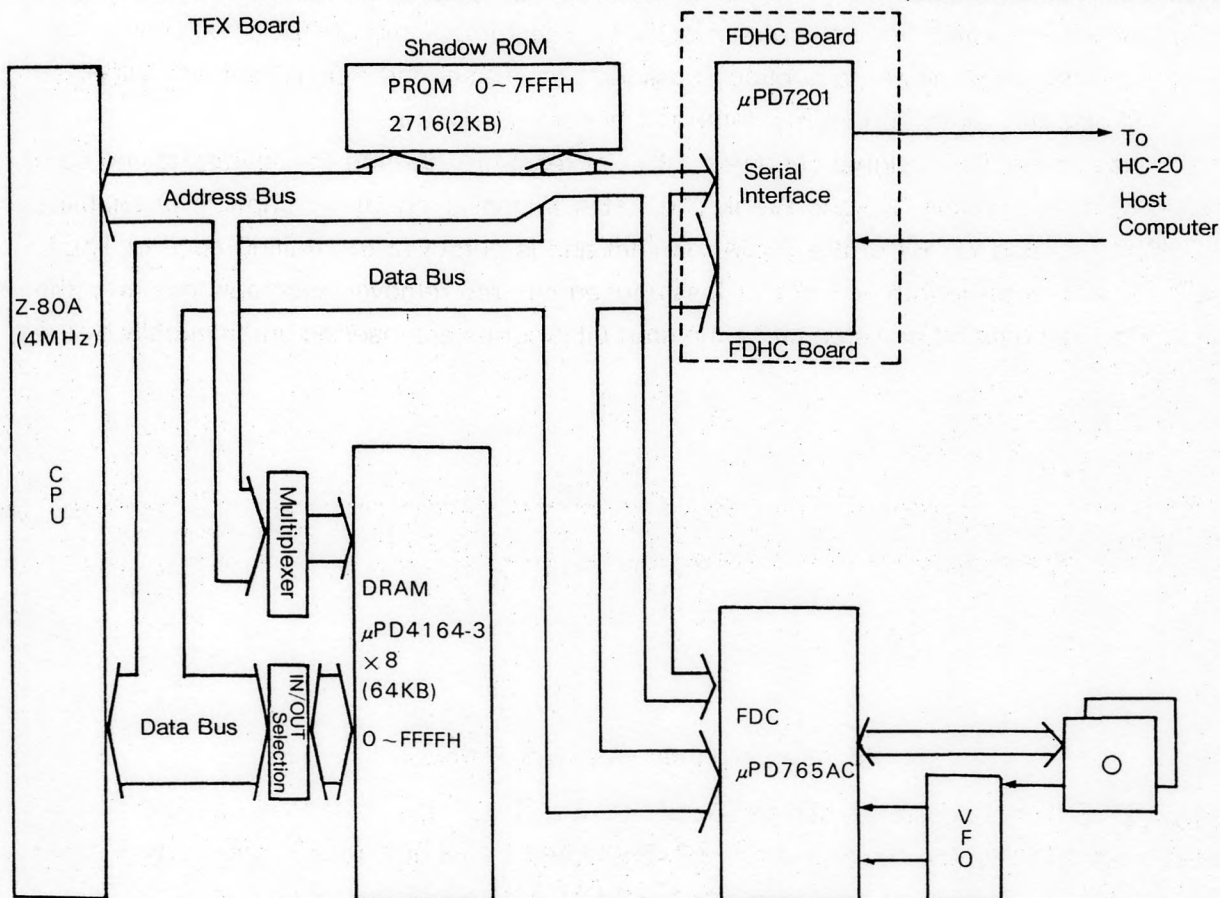 TFX Board
Shadow ROM
PROM 0~7FFFH
2716(2KB)
FDHC Board
μPD7201
Serial
Interface
FDHC Board
To
HC-20
Host
Computer
Address Bus
Data Bus
Z-80A
(4MHz)
CPU
Multiplexer
DRAM
μPD4164-3
×8
(64KB)
0~FFFFH
Data Bus
IN/OUT
Selection
FDC
μPD765AC
VFO